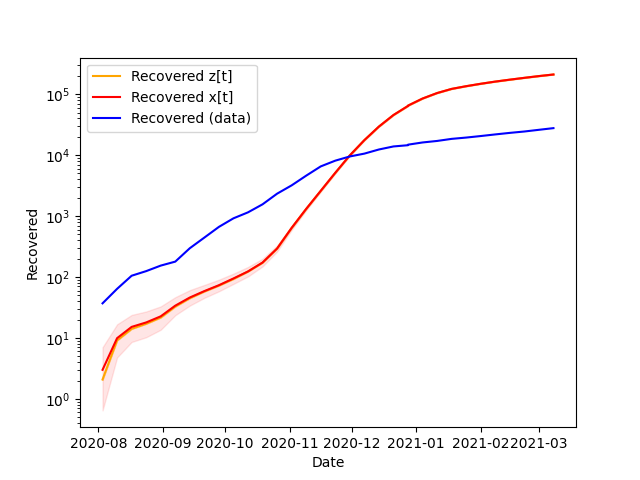 Recovered z[t]
Recovered x[t]
Recovered (data)
Recovered
10^5
10^4
10^3
10^2
10^1
10^0
2020-08 2020-09 2020-10 2020-11 2020-12 2021-01 2021-02 2021-03
Date